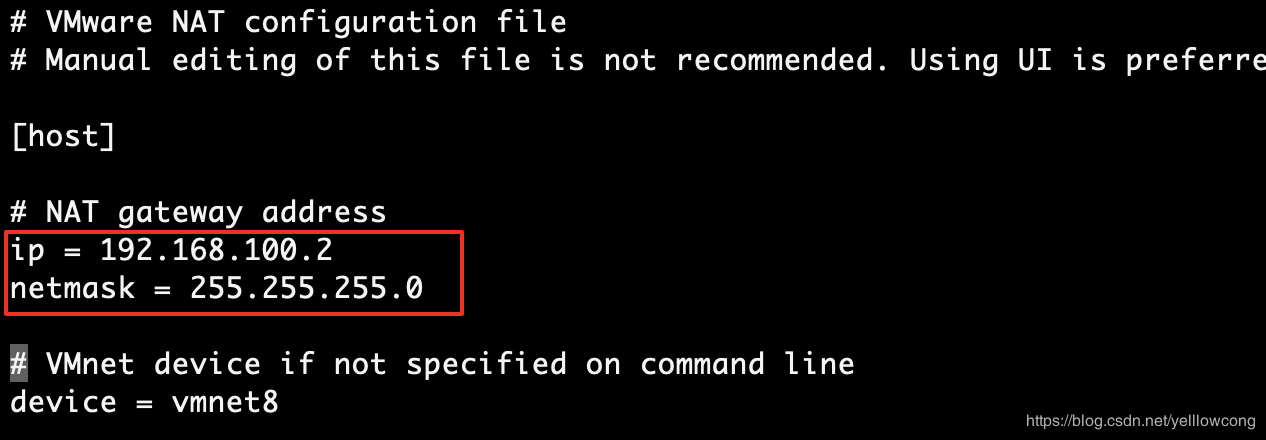 # VMware NAT configuration file
# Manual editing of this file is not recommended. Using UI is preferre
[host]
# NAT gateway address
ip = 192.168.100.2
netmask = 255.255.255.0
# VMnet device if not specified on command line
device = vmnet8
https://blog.csdn.net/yelllowcong